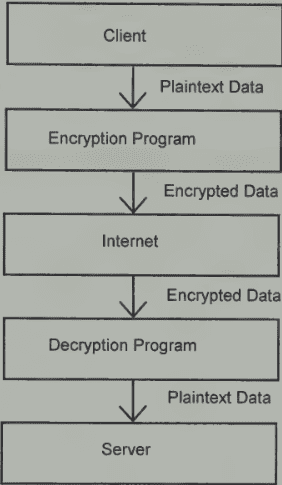 Client
Plaintext Data
Encryption Program
Encrypted Data
Internet
Encrypted Data
Decryption Program
Plaintext Data
Server